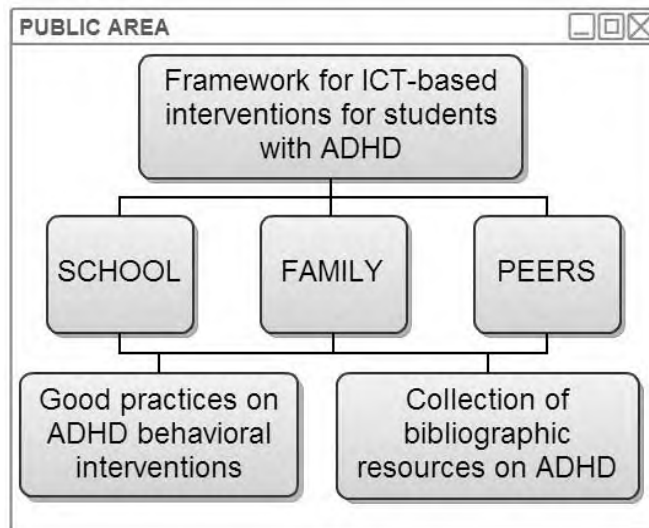 PUBLIC AREA
Framework for ICT-based
interventions for students
with ADHD
SCHOOL
FAMILY
PEERS
Good practices on
ADHD behavioral
interventions
Collection of
bibliographic
resources on ADHD